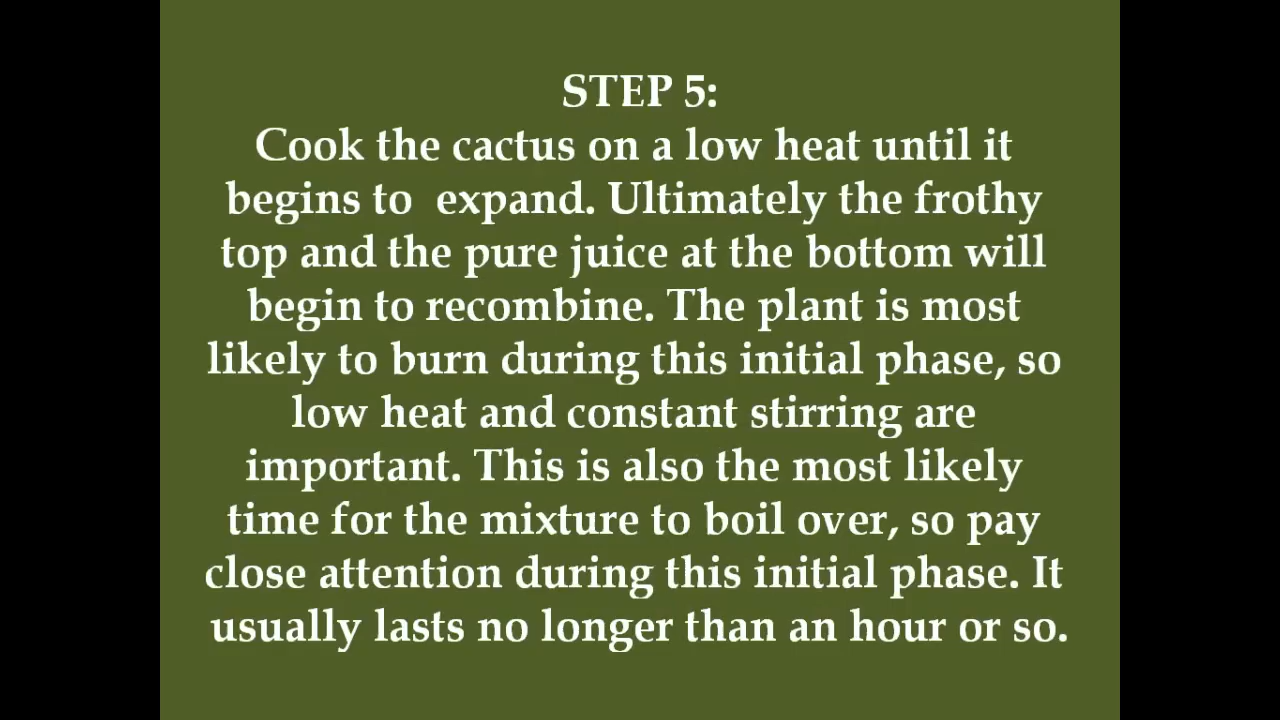 STEP 5:
Cook the cactus on a low heat until it
begins to  expand. Ultimately the frothy
top and the pure juice at the bottom will
begin to recombine. The plant is most
likely to burn during this initial phase, so
low heat and constant stirring are
important. This is also the most likely
time for the mixture to boil over, so pay
close attention during this initial phase. It
usually lasts no longer than an hour or so.